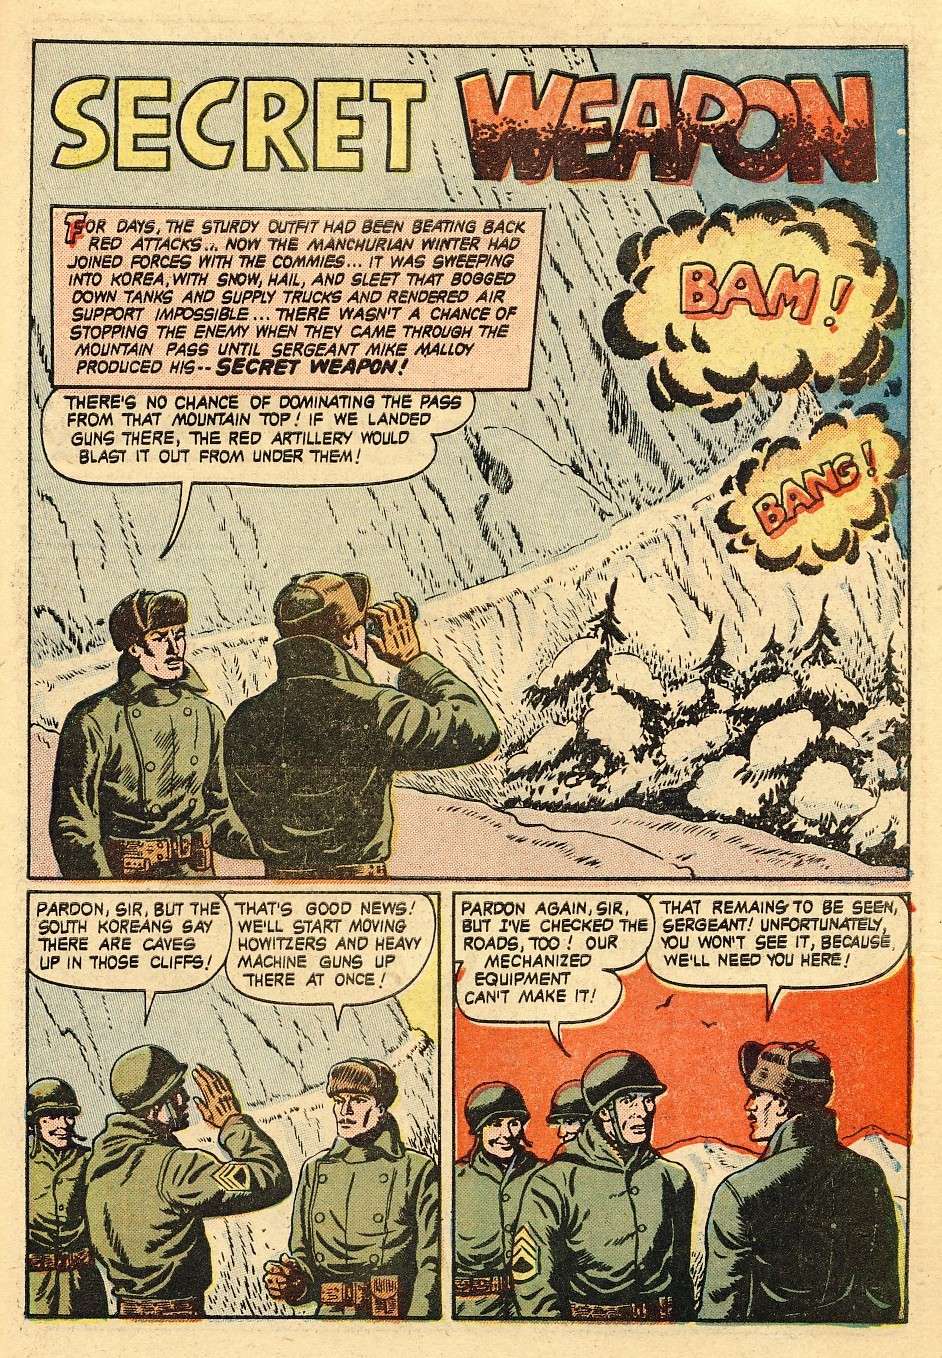 SECRET WEAPON
FOR DAYS, THE STURDY OUTFIT HAD BEEN BEATING BACK
RED ATTACKS... NOW THE MANCHURIAN WINTER HAD
JOINED FORCES WITH THE COMMIES... IT WAS SWEEPING
INTO KOREA, WITH SNOW, HAIL, AND SLEET THAT BOGGED
DOWN TANKS AND SUPPLY TRUCKS AND RENDERED AIR
SUPPORT IMPOSSIBLE... THERE WASN'T A CHANCE OF
STOPPING THE ENEMY WHEN THEY CAME THROUGH THE
MOUNTAIN PASS UNTIL SERGEANT MIKE MALLOY
PRODUCED HIS-- SECRET WEAPON!
BAM!
THERE'S NO CHANCE OF DOMINATING THE PASS
FROM THAT MOUNTAIN TOP! IF WE LANDED
GUNS THERE, THE RED ARTILLERY WOULD
BLAST IT OUT FROM UNDER THEM!
BANG!
PARDON, SIR, BUT THE
SOUTH KOREANS SAY
THERE ARE CAVES
UP IN THOSE CLIFFS!
THAT'S GOOD NEWS!
WE'LL START MOVING
HOWITZERS AND HEAVY
MACHINE GUNS UP
THERE AT ONCE!
PARDON AGAIN, SIR,
BUT I'VE CHECKED THE
ROADS, TOO! OUR
MECHANIZED
EQUIPMENT
CAN'T MAKE IT!
THAT REMAINS TO BE SEEN,
SERGEANT! UNFORTUNATELY,
YOU WON'T SEE IT, BECAUSE
WE'LL NEED YOU HERE!